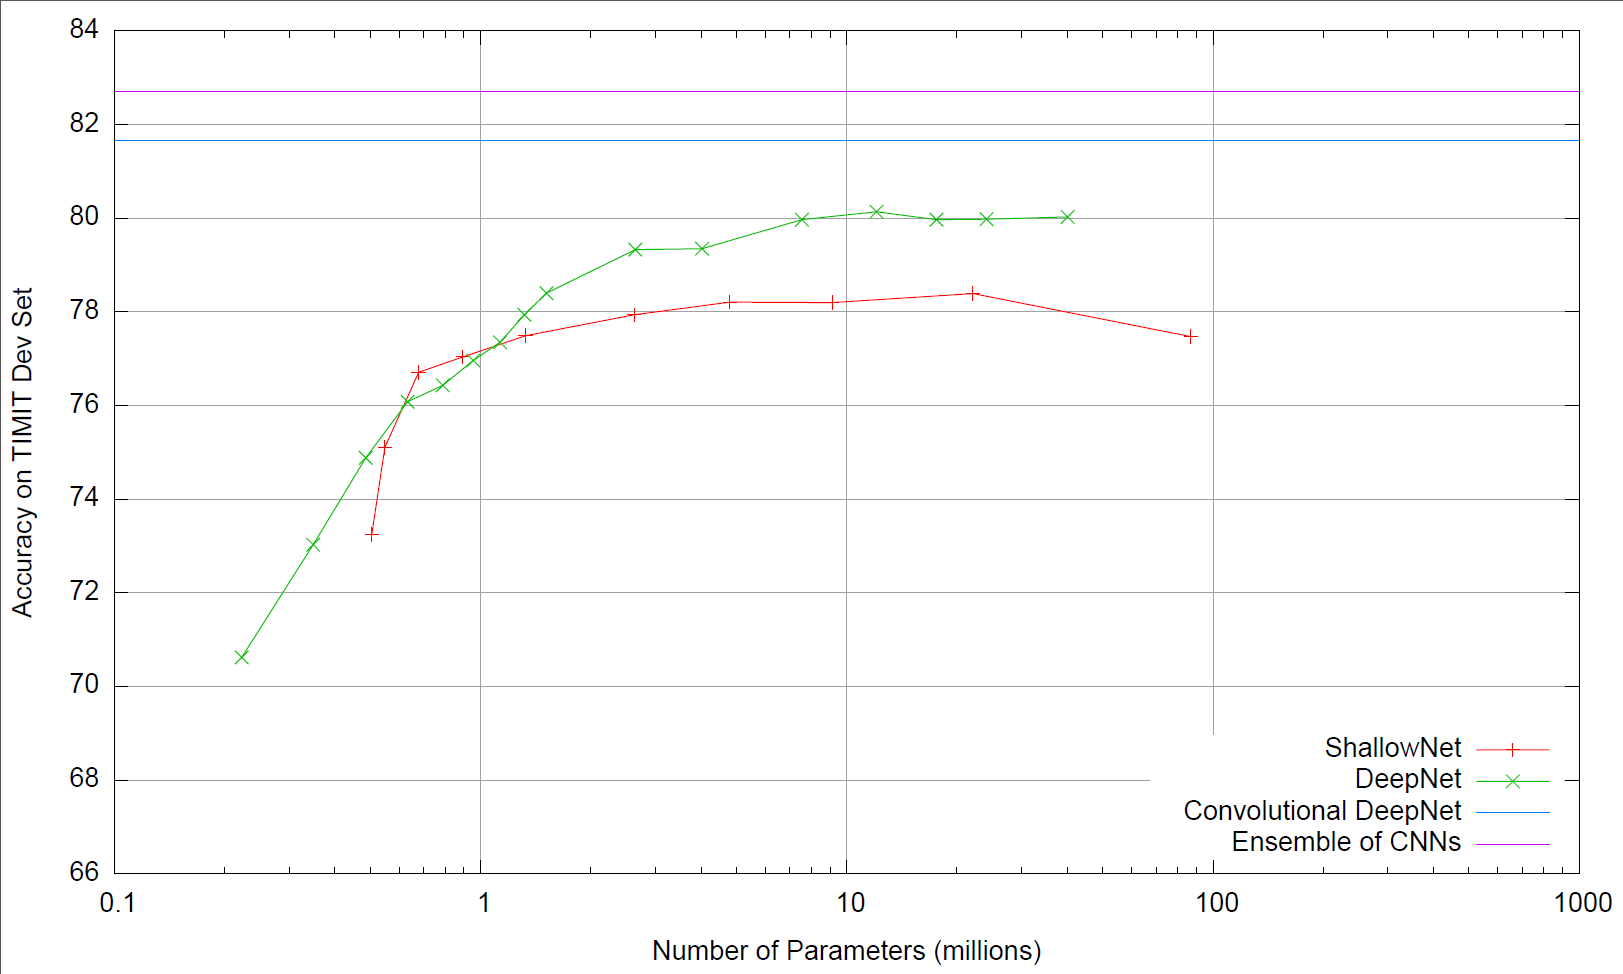 84
82
80
78
76
74
72
70
68
66
Accuracy on TIMIT Dev Set
ShallowNet
DeepNet
Convolutional DeepNet
Ensemble of CNNs
0.1 1 10 100 1000
Number of Parameters (millions)